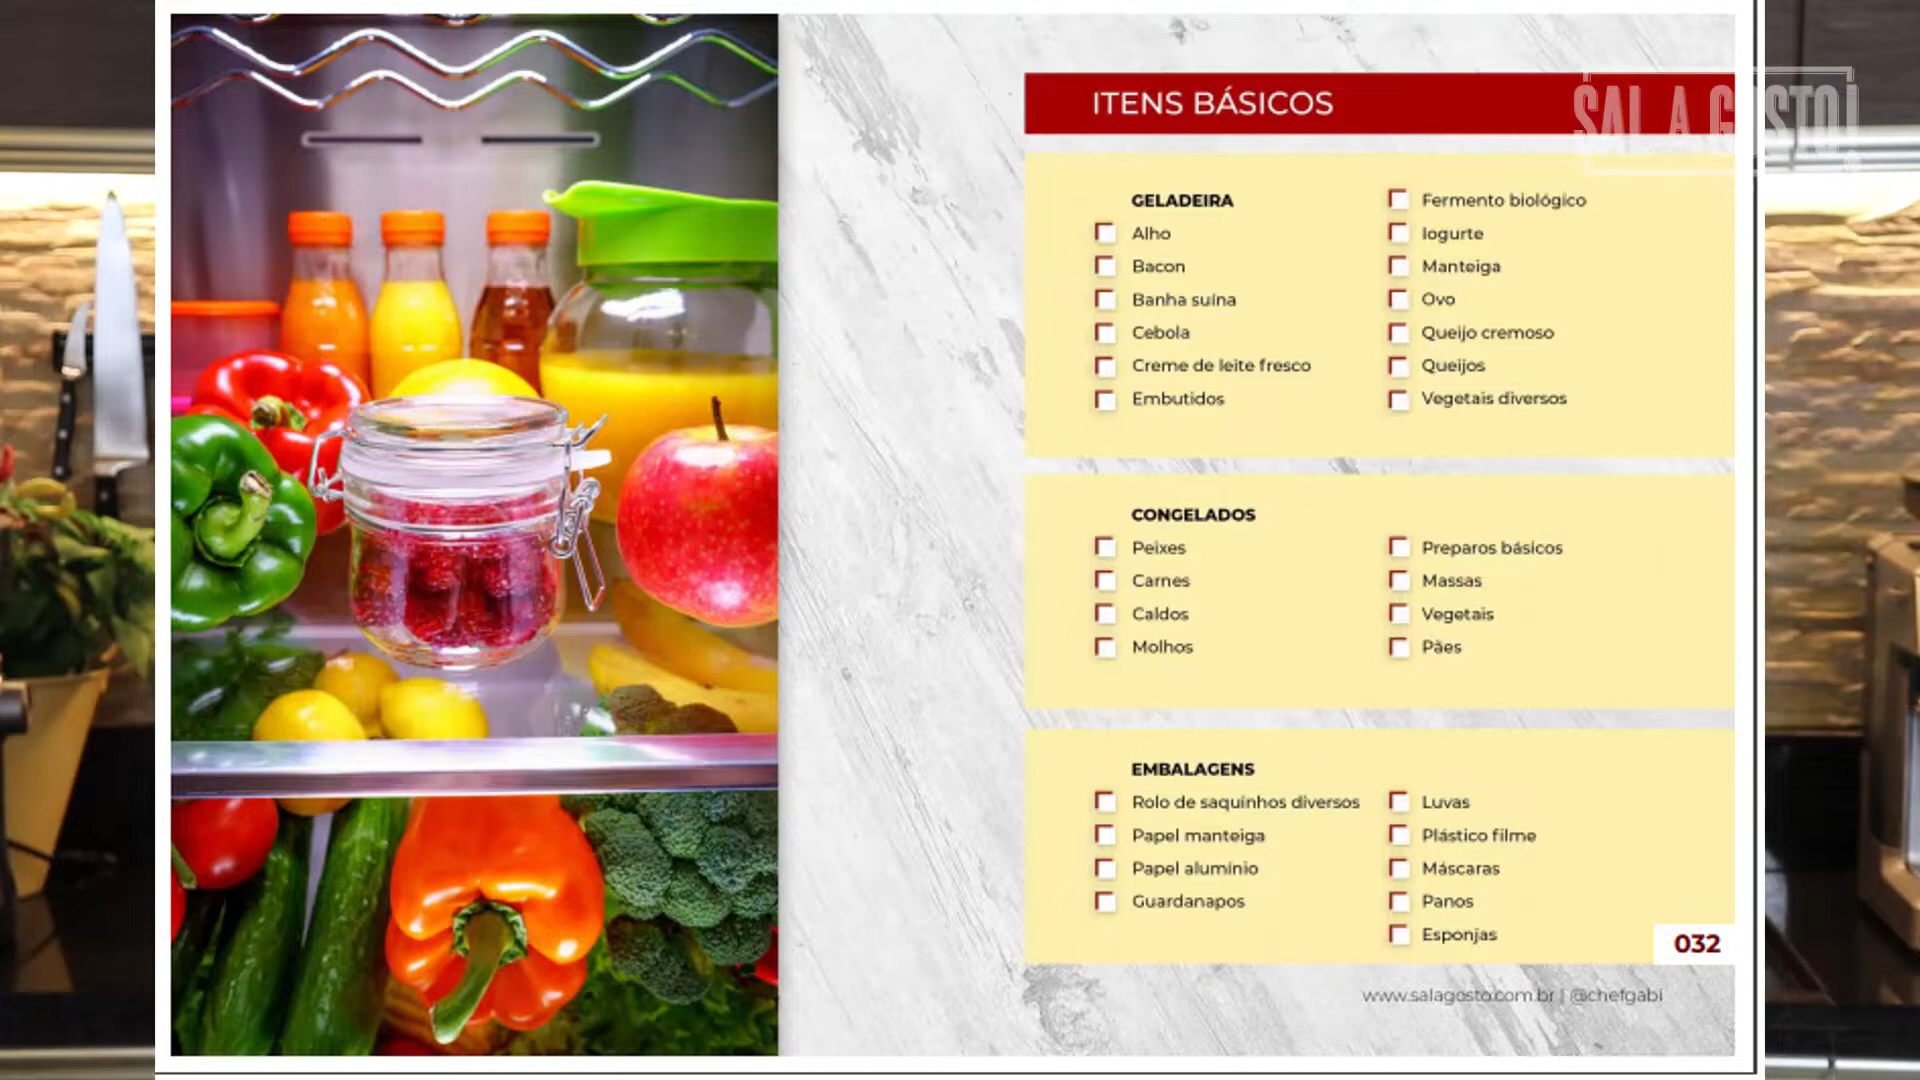 SAL A GOSTO!
ITENS BÁSICOS
GELADEIRA
Alho
Bacon
Banha suína
Cebola
Creme de leite fresco
Embutidos
Fermento biológico
Iogurte
Manteiga
Ovo
Queijo cremoso
Queijos
Vegetais diversos
CONGELADOS
Peixes
Carnes
Caldos
Molhos
Preparos básicos
Massas
Vegetais
Pães
EMBALAGENS
Rolo de saquinhos diversos
Papel manteiga
Papel alumínio
Guardanapos
Luvas
Plástico filme
Máscaras
Panos
Esponjas
032
www.salagosto.com.br | @chefgabi